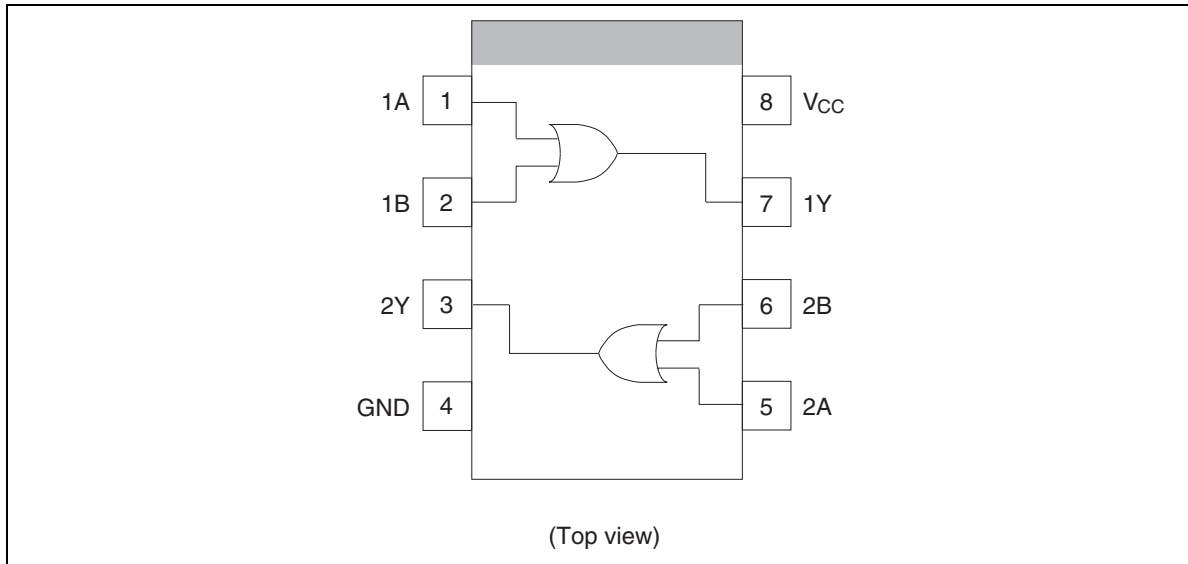 1A 1 8 VCC
1B 2 7 1Y
2Y 3 6 2B
GND 4 5 2A
(Top view)